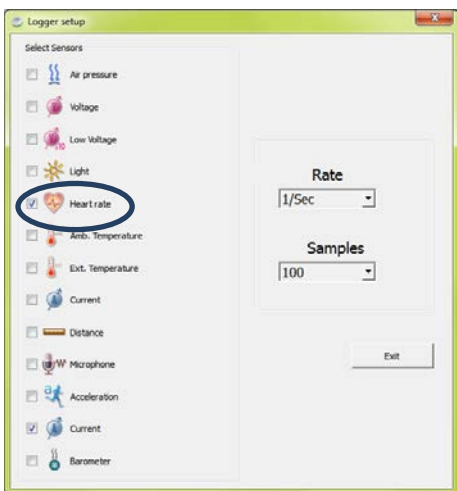 Logger setup
Select Sensors
Air pressure
Voltage
Low Voltage
Light
Heart rate
Amb. Temperature
Ext. Temperature
Current
Distance
Microphone
Acceleration
Current
Barometer
Rate
1/Sec
Samples
100
Exit